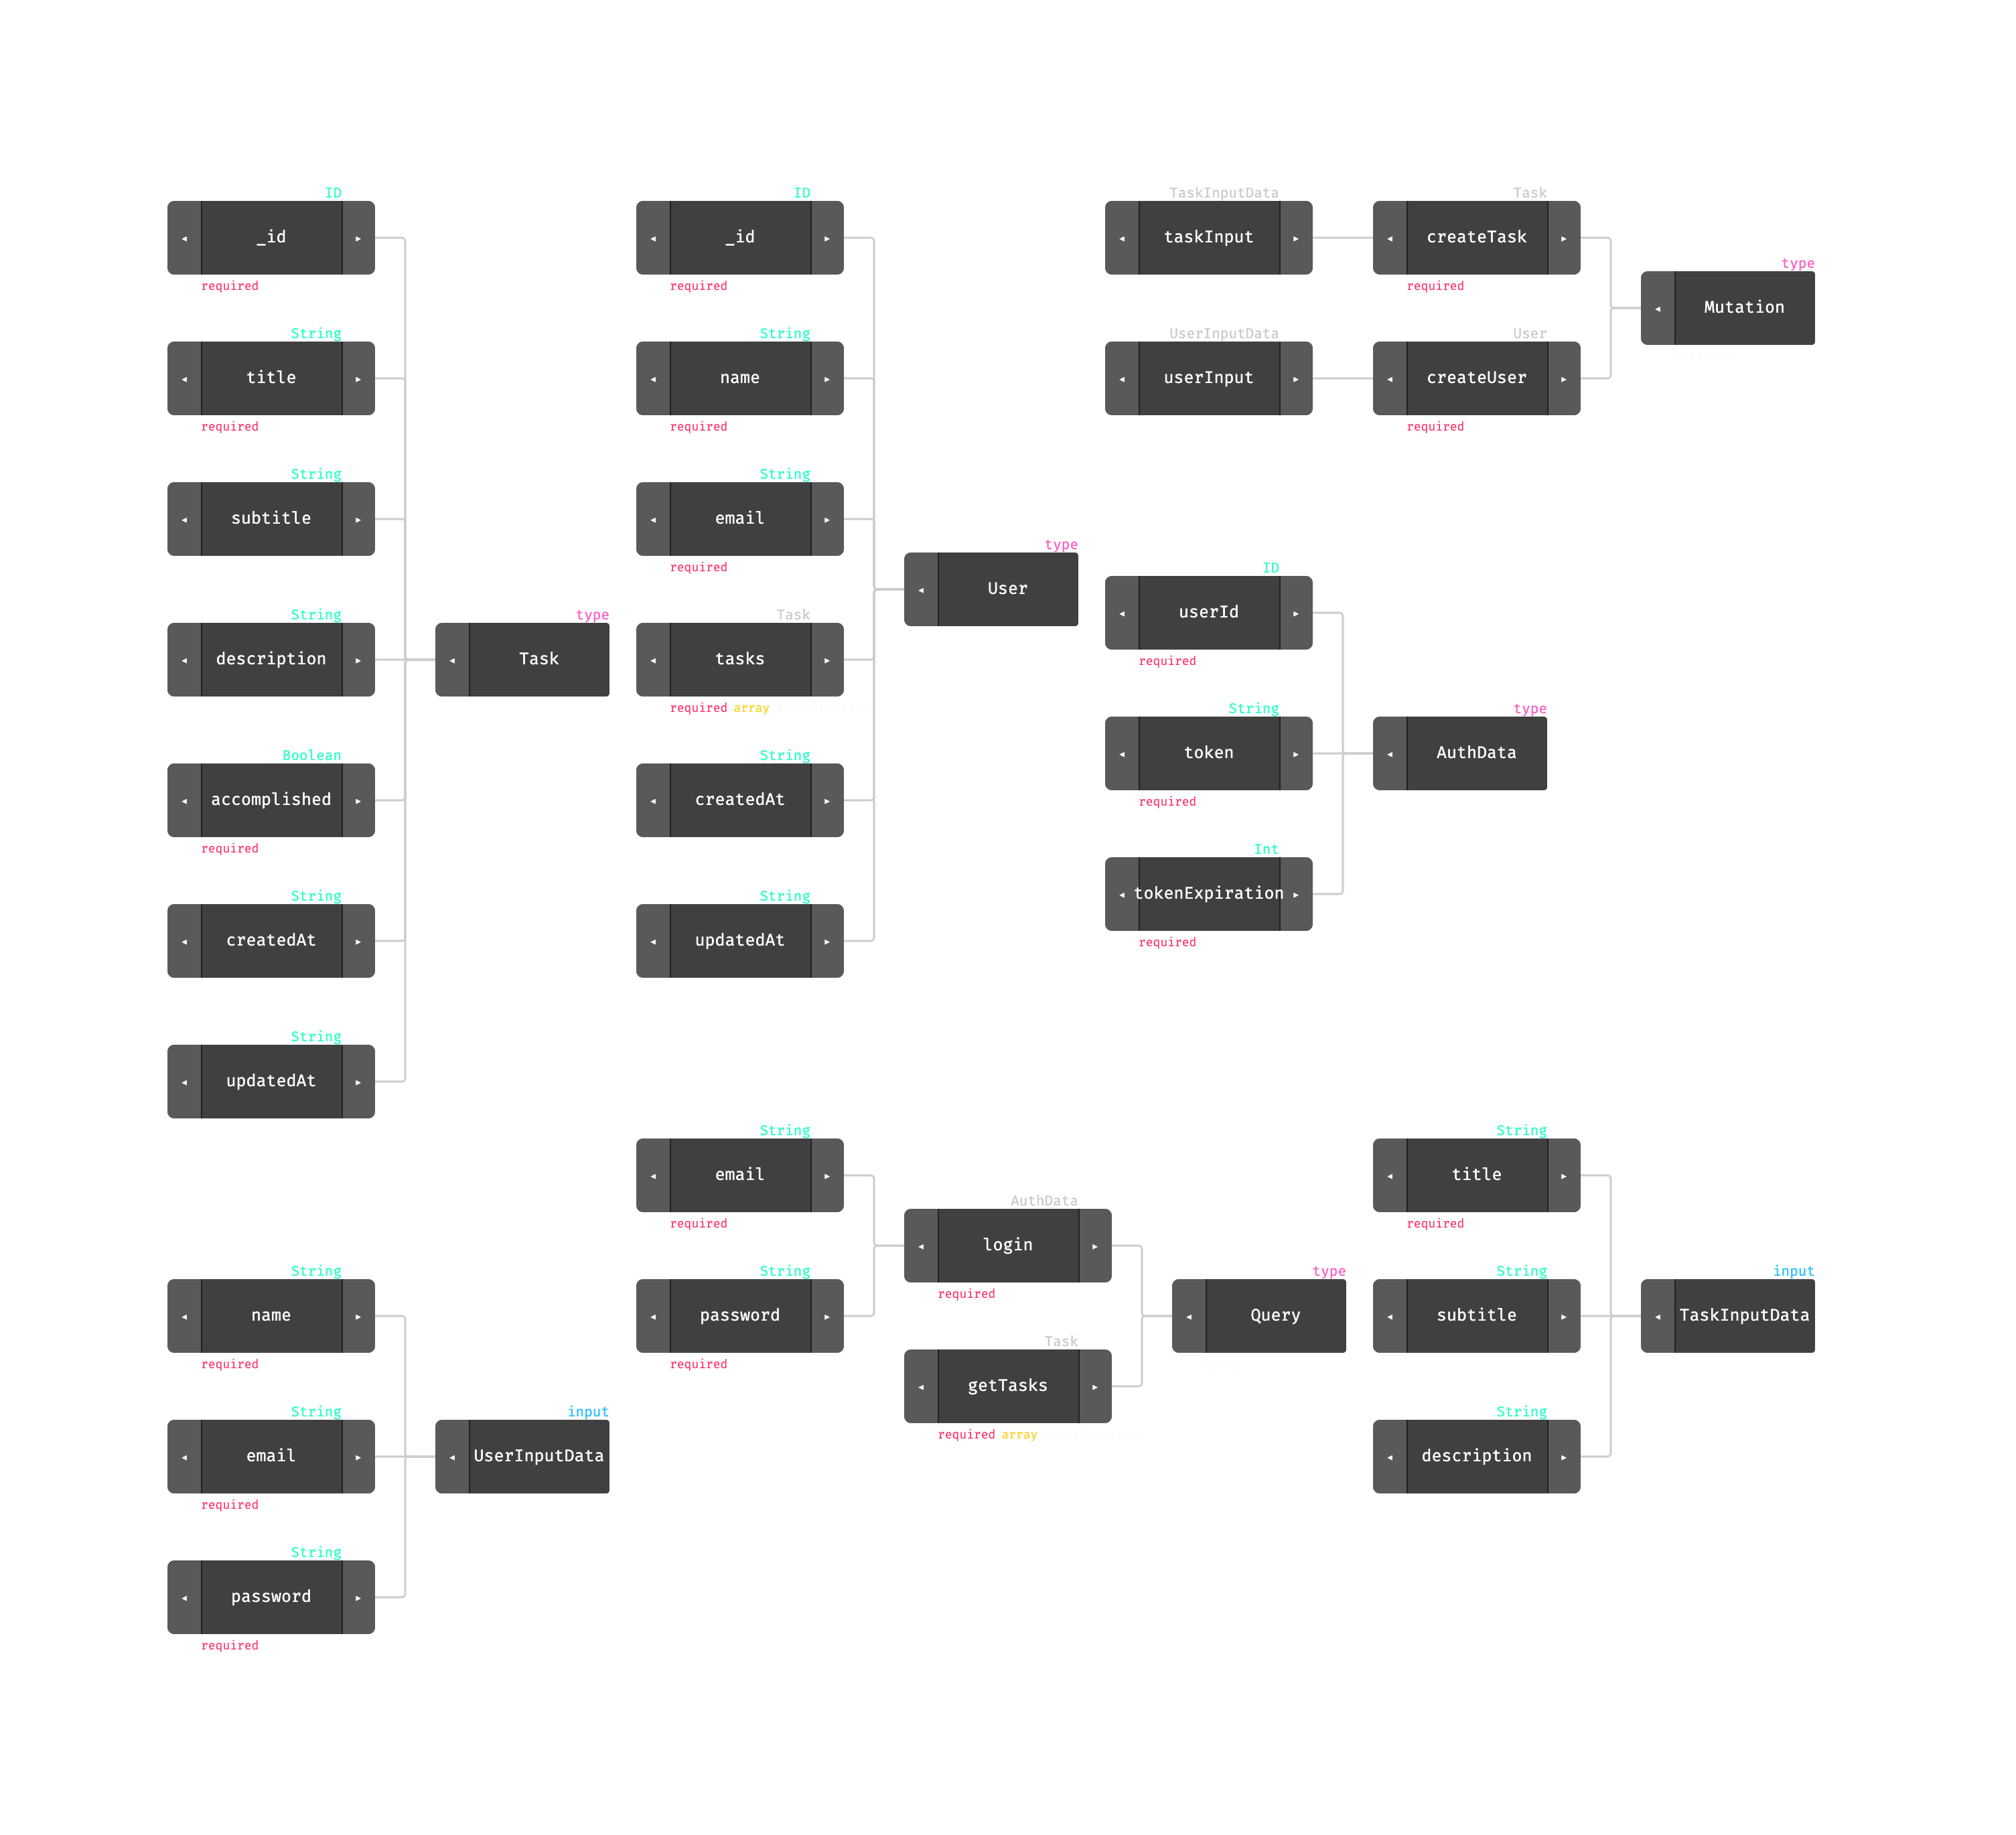 ID
_id
required
String
title
required
String
subtitle
String
description
Boolean
accomplished
required
String
createdAt
String
updatedAt
type
Task
ID
_id
required
String
name
required
String
email
required
Task
tasks
required array
String
createdAt
String
updatedAt
type
User
TaskInputData
taskInput
Task
createTask
required
UserInputData
userInput
User
createUser
required
type
Mutation
ID
userId
required
String
token
required
Int
tokenExpiration
required
type
AuthData
String
name
required
String
email
required
String
password
required
input
UserInputData
String
email
required
String
password
required
AuthData
login
required
Task
getTasks
required array
type
Query
String
title
required
String
subtitle
String
description
input
TaskInputData